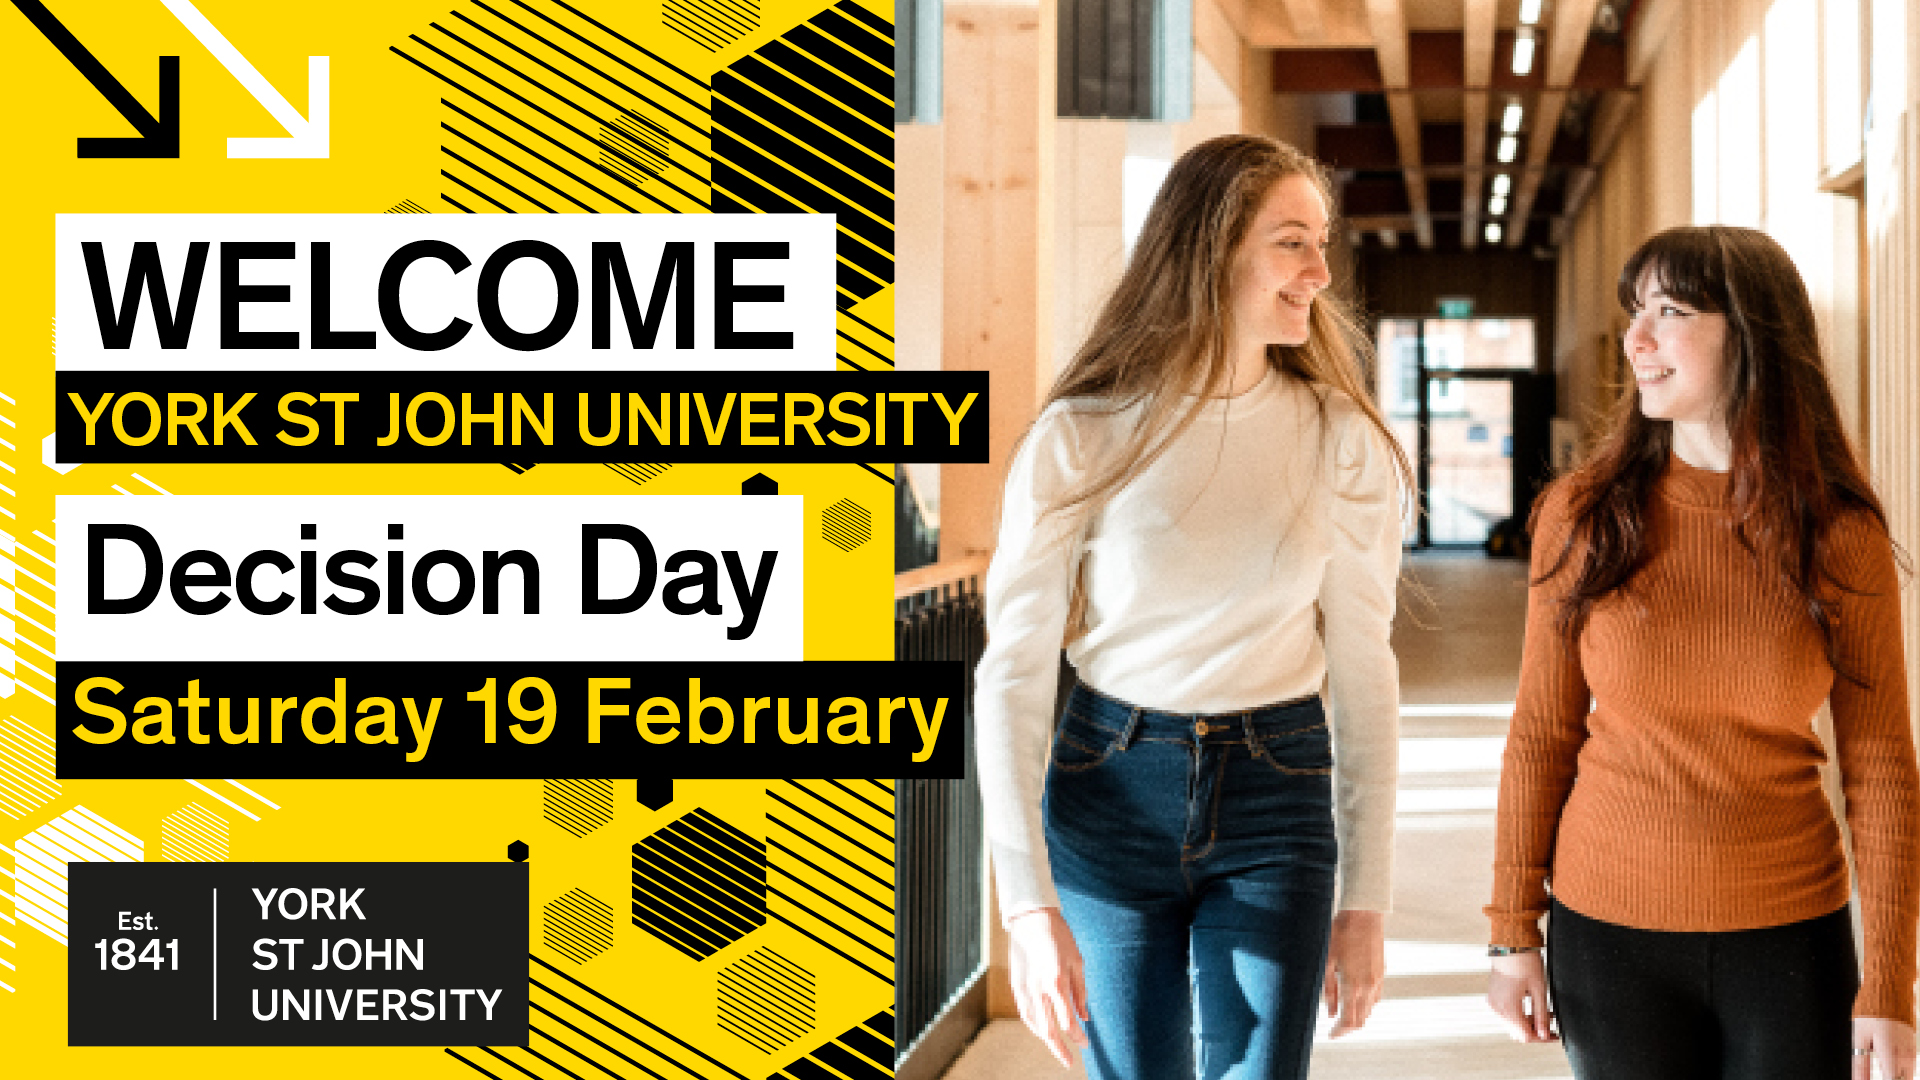 WELCOME
YORK ST JOHN UNIVERSITY
Decision Day
Saturday 19 February
Est.
1841
YORK
ST JOHN
UNIVERSITY